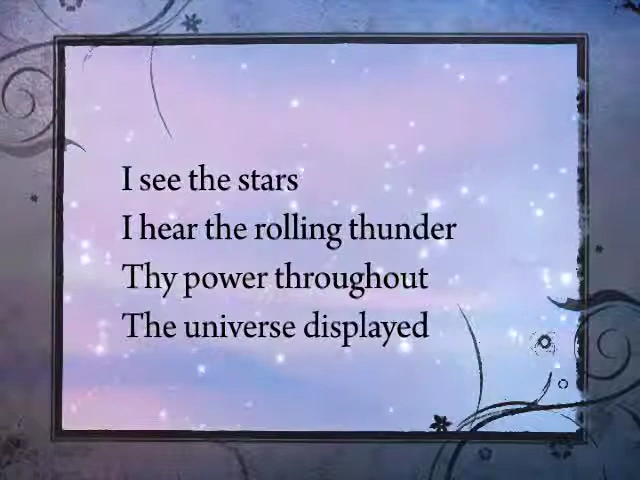 I see the stars
I hear the rolling thunder
Thy power throughout
The universe displayed